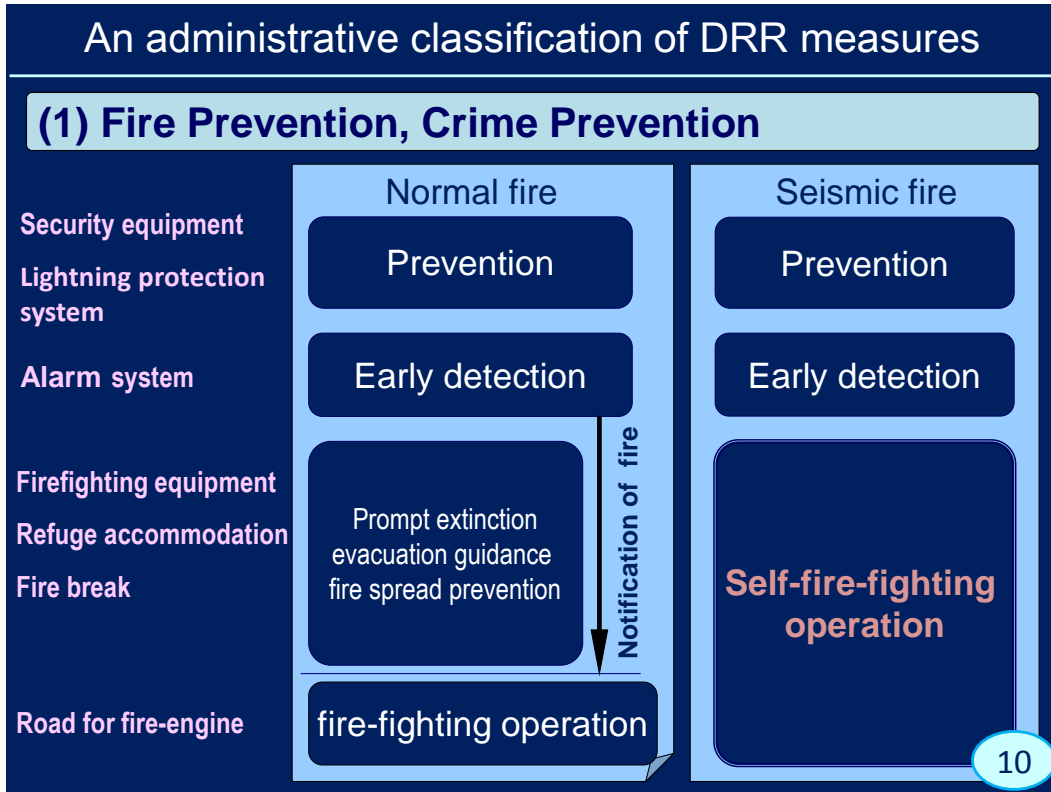 An administrative classification of DRR measures
(1) Fire Prevention, Crime Prevention
Security equipment
Lightning protection
system
Alarm system
Firefighting equipment
Refuge accommodation
Fire break
Road for fire-engine
Normal fire
Prevention
Early detection
Prompt extinction
evacuation guidance
fire spread prevention
Notification of fire
fire-fighting operation
Seismic fire
Prevention
Early detection
Self-fire-fighting
operation
10